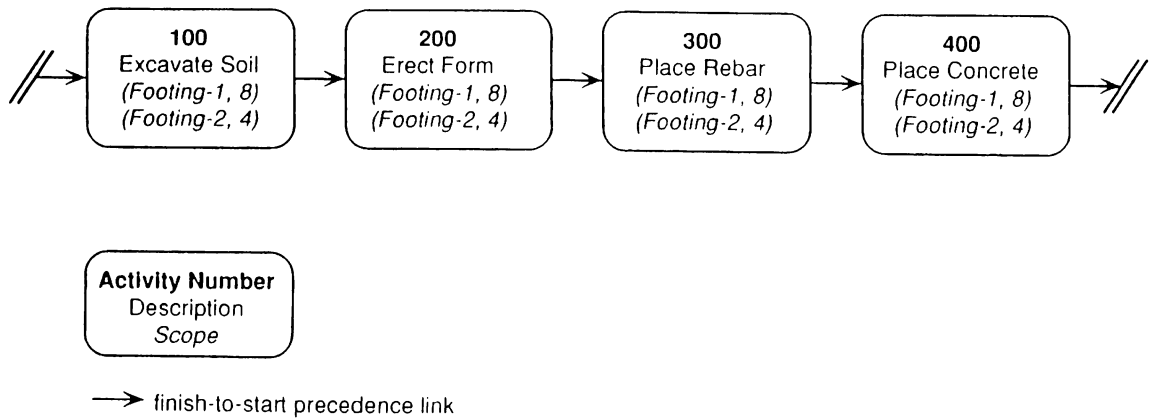 100
Excavate Soil
(Footing-1, 8)
(Footing-2, 4)
200
Erect Form
(Footing-1, 8)
(Footing-2, 4)
300
Place Rebar
(Footing-1, 8)
(Footing-2, 4)
400
Place Concrete
(Footing-1, 8)
(Footing-2, 4)
Activity Number
Description
Scope
finish-to-start precedence link